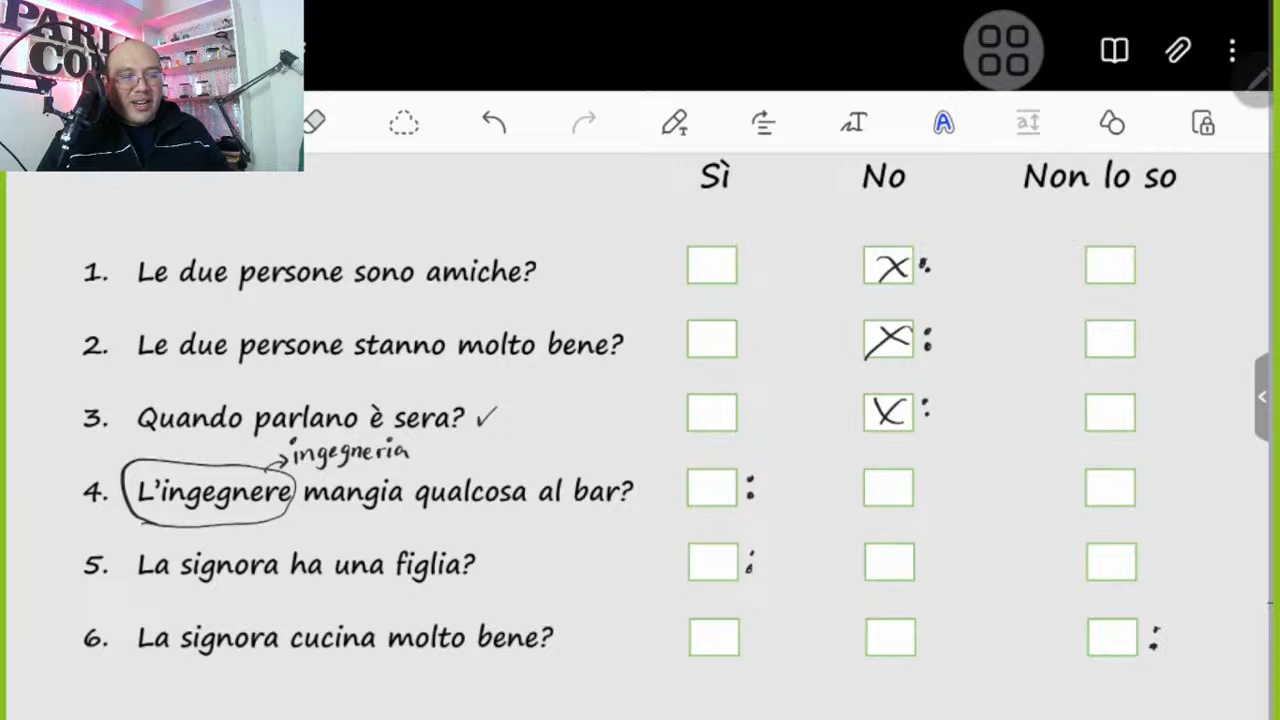 PARL
CON
Sì No Non lo so
1. Le due persone sono amiche? x
2. Le due persone stanno molto bene? x
3. Quando parlano è sera? ✓ x
ingegneria
4. L'ingegnere mangia qualcosa al bar?
5. La signora ha una figlia?
6. La signora cucina molto bene?